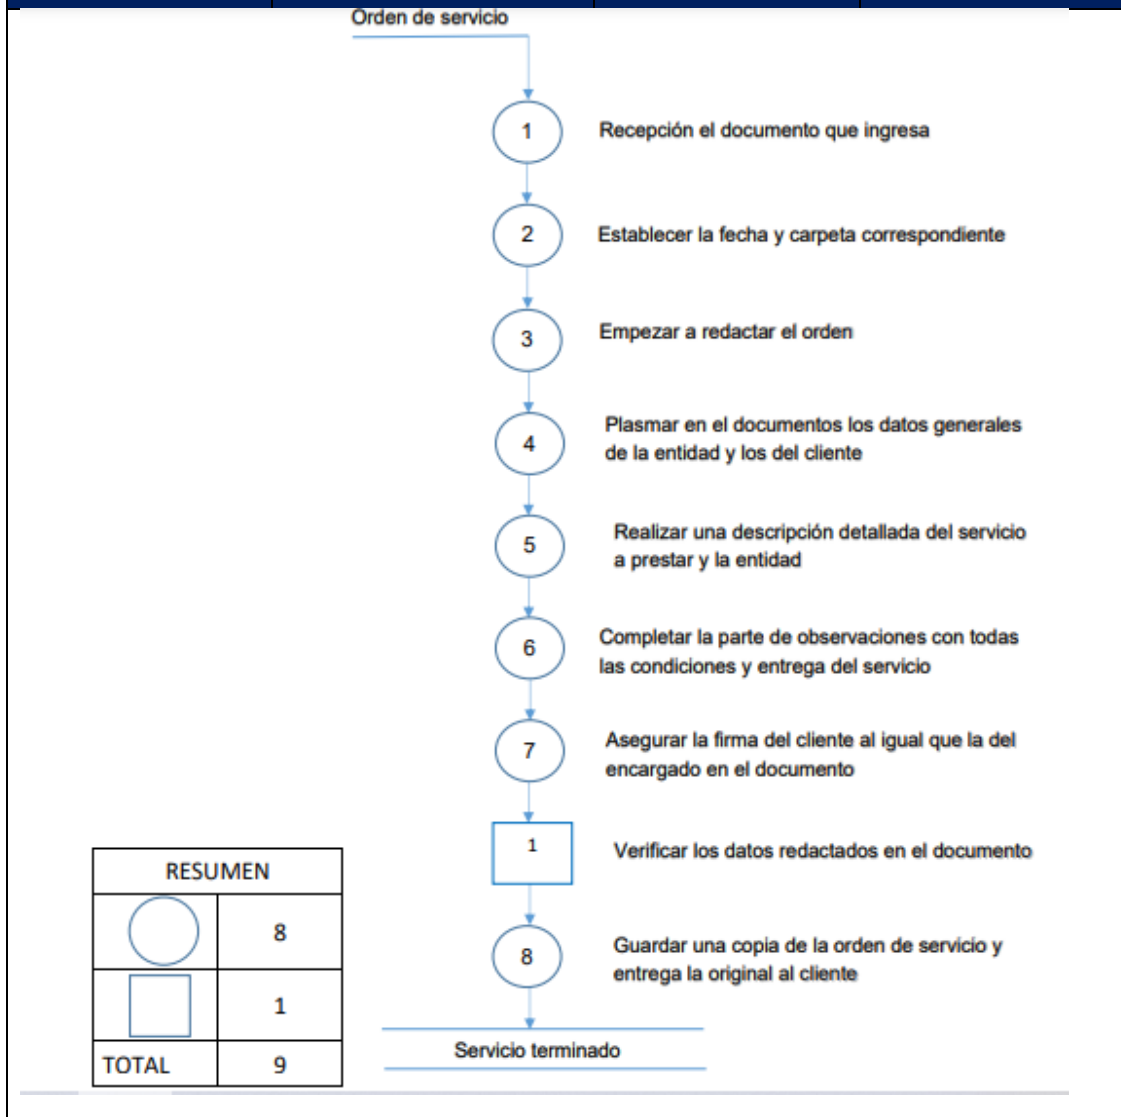 Orden de servicio
1
Recepción el documento que ingresa
2
Establecer la fecha y carpeta correspondiente
3
Empezar a redactar el orden
4
Plasmar en el documentos los datos generales
de la entidad y los del cliente
5
Realizar una descripción detallada del servicio
a prestar y la entidad
6
Completar la parte de observaciones con todas
las condiciones y entrega del servicio
7
Asegurar la firma del cliente al igual que la del
encargado en el documento
1
Verificar los datos redactados en el documento
8
Guardar una copia de la orden de servicio y
entrega la original al cliente
Servicio terminado
RESUMEN
8
1
TOTAL 9